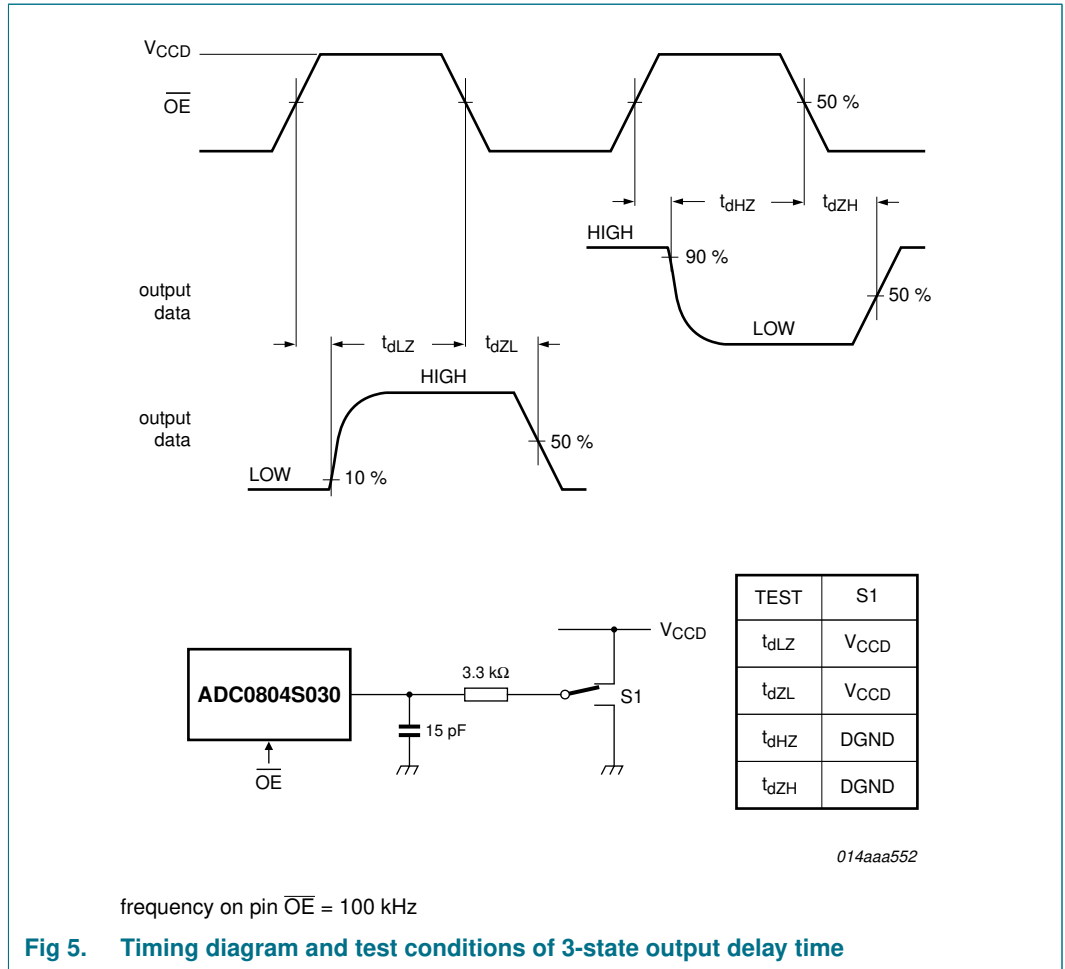 VCCD
OE
50 %
tdHZ tdZH
HIGH
90 %
output
data
50 %
LOW
tdLZ tdZL
HIGH
output
data
50 %
LOW
10 %
VCCD
3.3 kΩ
ADC0804S030
S1
15 pF
OE
TEST S1
tdLZ VCCD
tdZL VCCD
tdHZ DGND
tdZH DGND
014aaa552
frequency on pin O̅E̅ = 100 kHz
Fig 5. Timing diagram and test conditions of 3-state output delay time